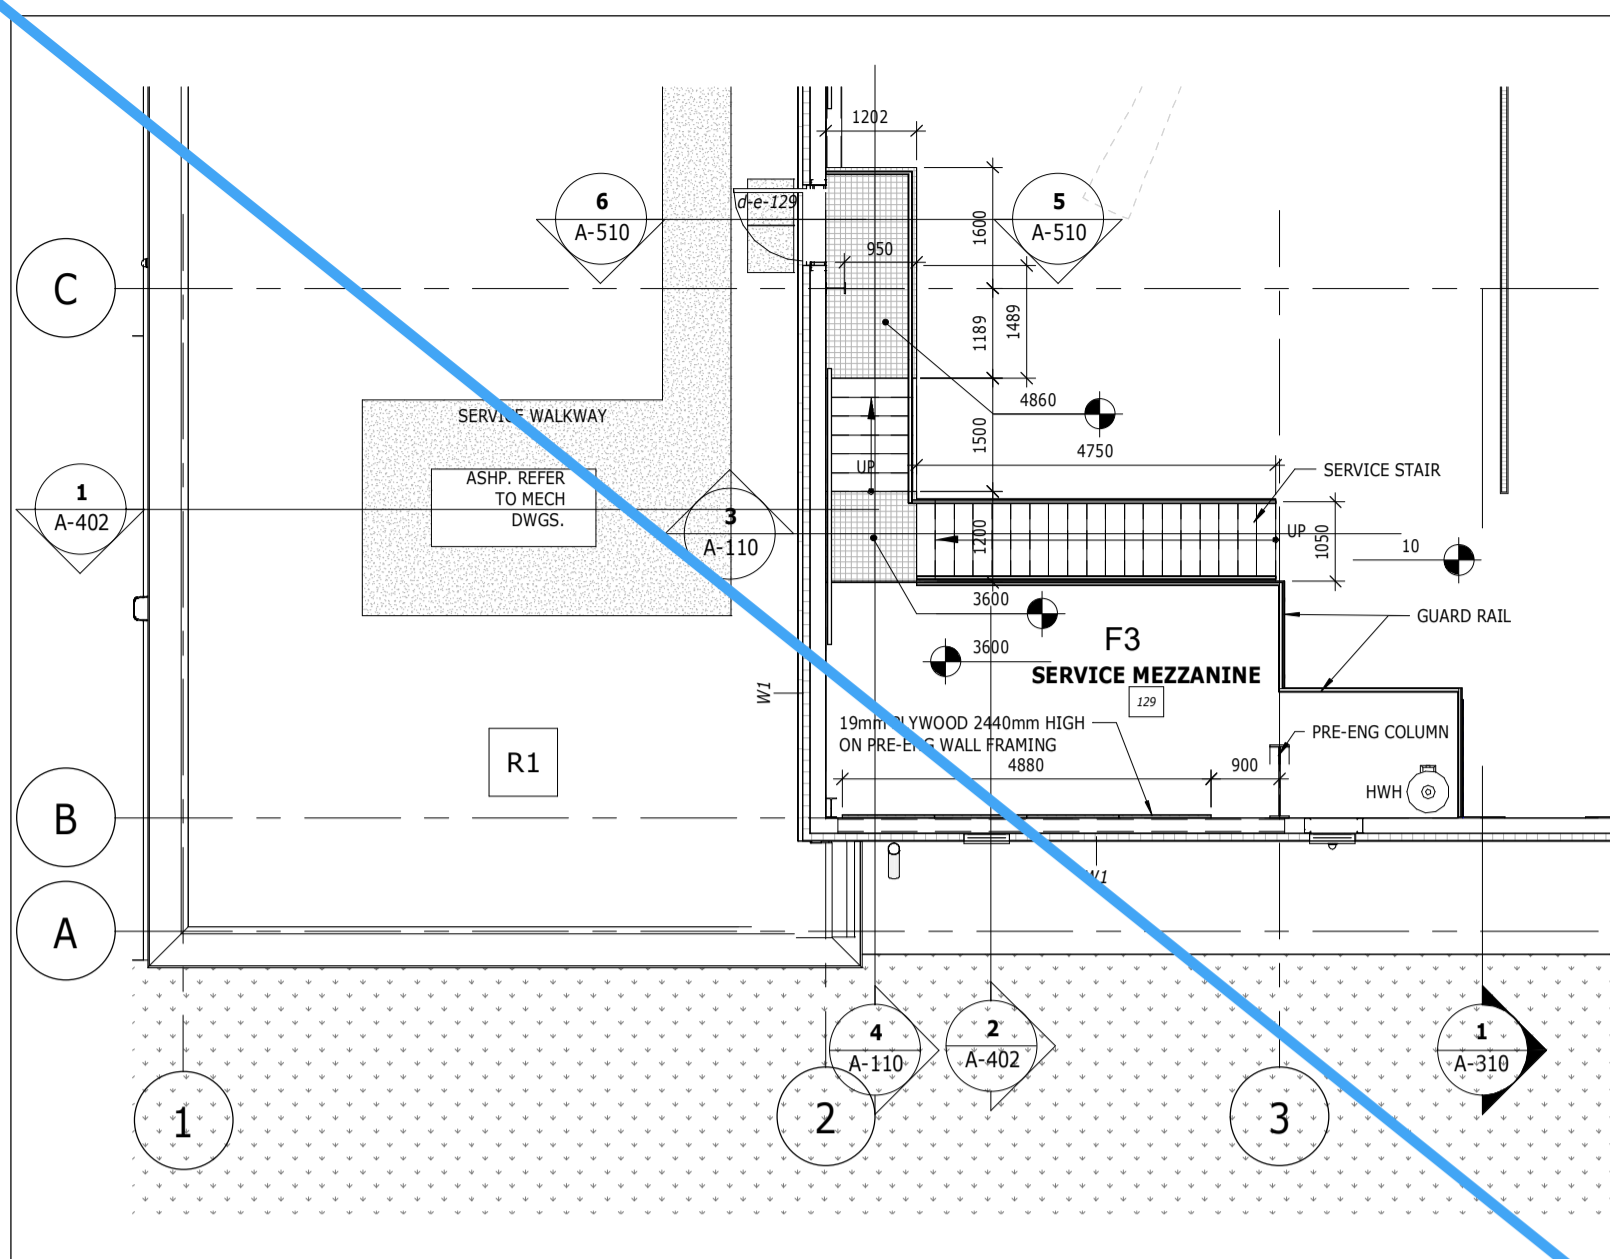 1202
6
A-510
d-e-129
5
A-510
1600
950
C
1189
1489
4860
SERVICE WALKWAY
1500
4750
UP
SERVICE STAIR
ASHP. REFER
TO MECH
DWGS.
1
A-402
3
A-110
1200
UP
1050
10
3600
GUARD RAIL
F3
3600
SERVICE MEZZANINE
129
W1
19mm PLYWOOD 2440mm HIGH
ON PRE-ENG WALL FRAMING
PRE-ENG COLUMN
R1
4880
900
HWH
B
W1
A
4
A-110
2
A-402
1
A-310
1
2
3